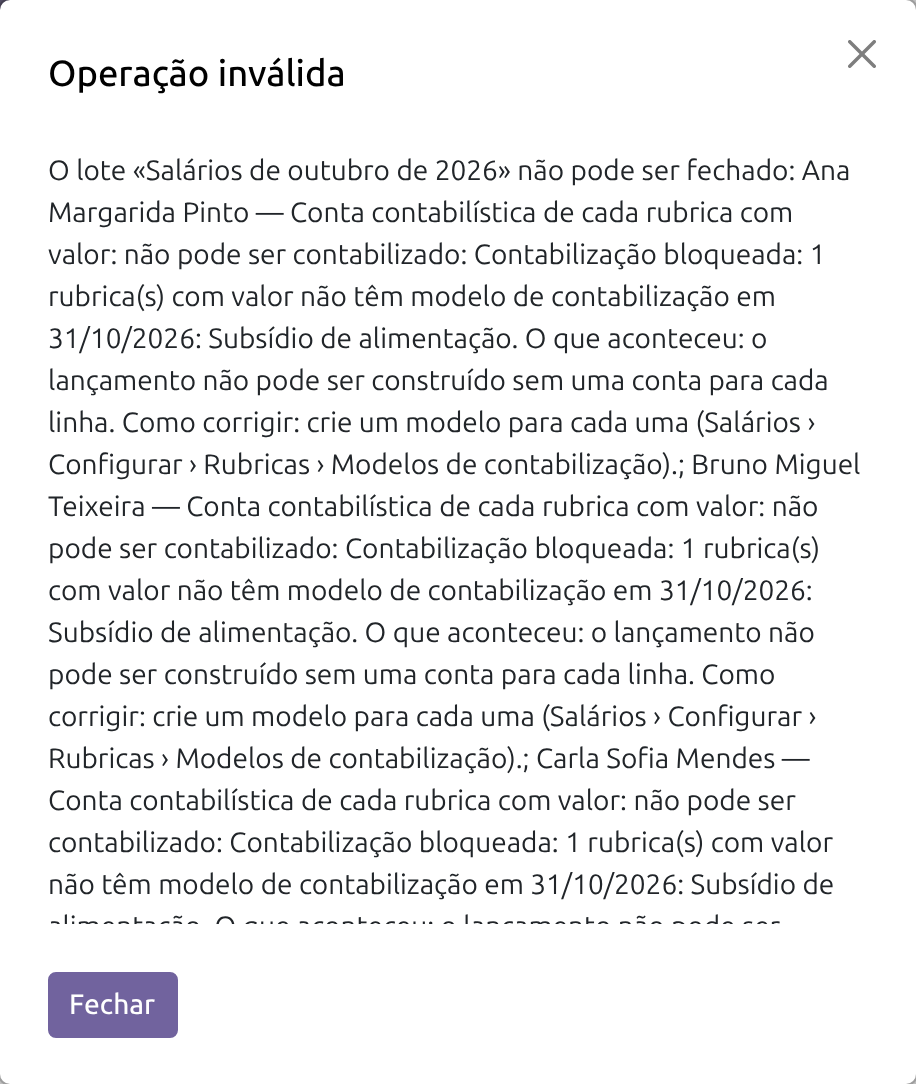 Operação inválida
O lote «Salários de outubro de 2026» não pode ser fechado: Ana
Margarida Pinto — Conta contabilística de cada rubrica com
valor: não pode ser contabilizado: Contabilização bloqueada: 1
rubrica(s) com valor não têm modelo de contabilização em
31/10/2026: Subsídio de alimentação. O que aconteceu: o
lançamento não pode ser construído sem uma conta para cada
linha. Como corrigir: crie um modelo para cada uma (Salários ›
Configurar › Rubricas › Modelos de contabilização).; Bruno Miguel
Teixeira — Conta contabilística de cada rubrica com valor: não
pode ser contabilizado: Contabilização bloqueada: 1 rubrica(s)
com valor não têm modelo de contabilização em 31/10/2026:
Subsídio de alimentação. O que aconteceu: o lançamento não
pode ser construído sem uma conta para cada linha. Como
corrigir: crie um modelo para cada uma (Salários › Configurar ›
Rubricas › Modelos de contabilização).; Carla Sofia Mendes —
Conta contabilística de cada rubrica com valor: não pode ser
contabilizado: Contabilização bloqueada: 1 rubrica(s) com valor
não têm modelo de contabilização em 31/10/2026: Subsídio de
alimentação. O que aconteceu: o lançamento não pode ser
Fechar